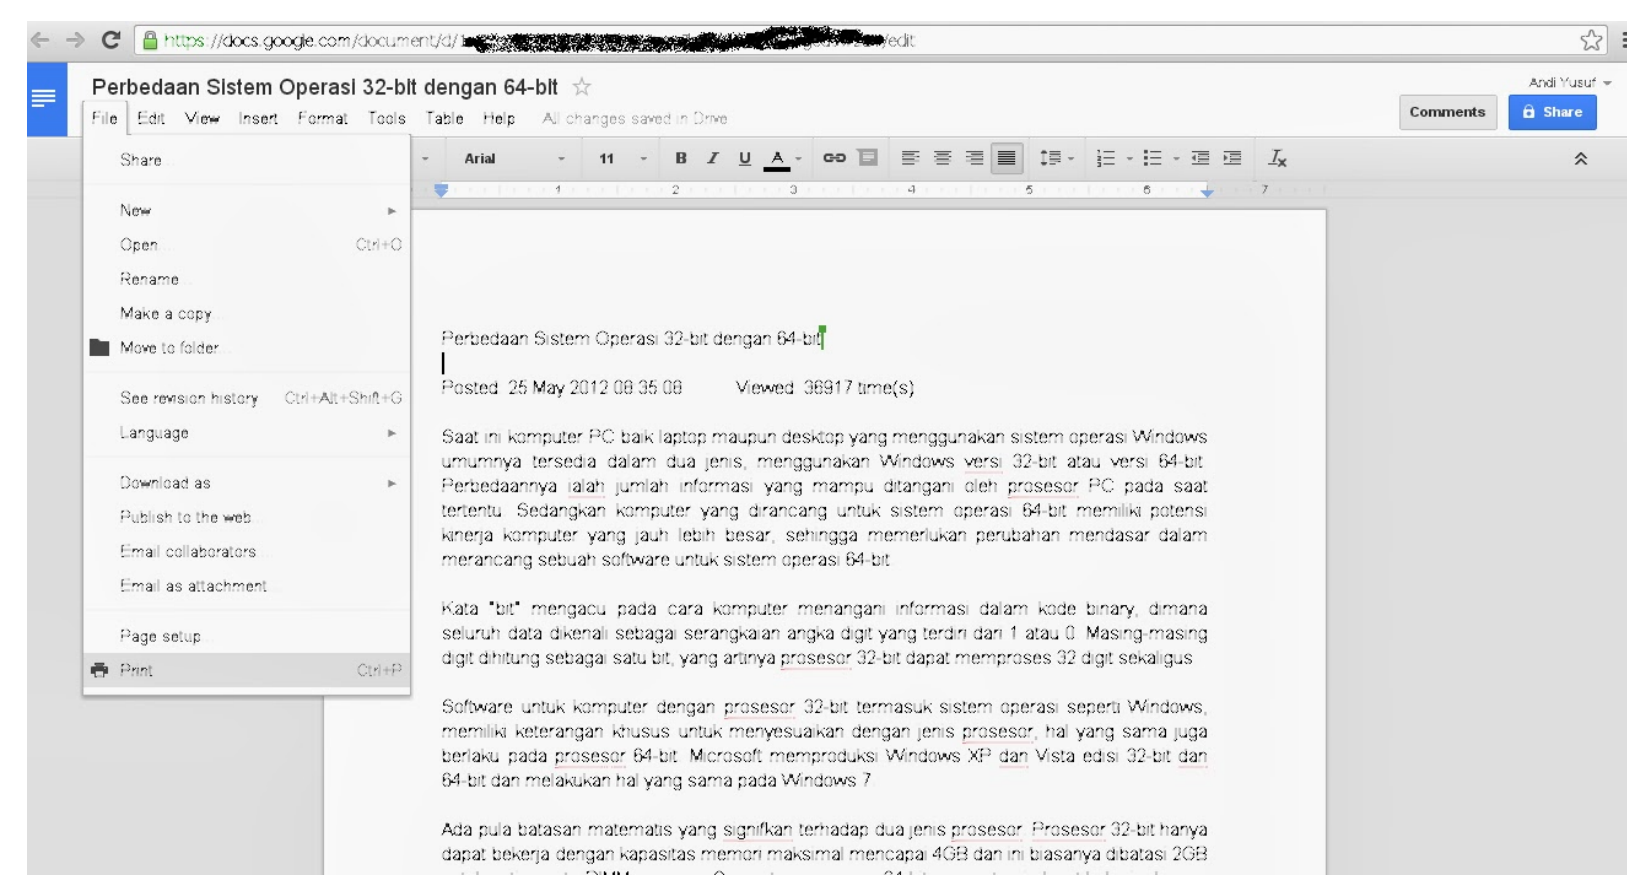 https://docs.google.com/document/d/1 /edit
Perbedaan Sistem Operasi 32-bit dengan 64-bit
Andi Yusuf
File Edit View Insert Format Tools Table Help All changes saved in Drive
Comments
Share
Share...
Arial 11 B I U A
1 2 3 4 5 6 7
New
Open... Ctrl+O
Rename...
Make a copy...
Move to folder...
See revision history Ctrl+Alt+Shift+G
Language
Download as
Publish to the web...
Email collaborators...
Email as attachment...
Page setup...
Print Ctrl+P
Perbedaan Sistem Operasi 32-bit dengan 64-bit
Posted: 25 May 2012 08:35:08 Viewed: 36917 time(s)
Saat ini komputer PC baik laptop maupun desktop yang menggunakan sistem operasi Windows
umumnya tersedia dalam dua jenis, menggunakan Windows versi 32-bit atau versi 64-bit.
Perbedaannya ialah jumlah informasi yang mampu ditangani oleh prosesor PC pada saat
tertentu. Sedangkan komputer yang dirancang untuk sistem operasi 64-bit memiliki potensi
kinerja komputer yang jauh lebih besar, sehingga memerlukan perubahan mendasar dalam
merancang sebuah software untuk sistem operasi 64-bit.
Kata "bit" mengacu pada cara komputer menangani informasi dalam kode binary, dimana
seluruh data dikenali sebagai serangkaian angka digit yang terdiri dari 1 atau 0. Masing-masing
digit dihitung sebagai satu bit, yang artinya prosesor 32-bit dapat memproses 32 digit sekaligus.
Software untuk komputer dengan prosesor 32-bit termasuk sistem operasi seperti Windows,
memiliki keterangan khusus untuk menyesuaikan dengan jenis prosesor, hal yang sama juga
berlaku pada prosesor 64-bit. Microsoft memproduksi Windows XP dan Vista edisi 32-bit dan
64-bit dan melakukan hal yang sama pada Windows 7.
Ada pula batasan matematis yang signifkan terhadap dua jenis prosesor. Prosesor 32-bit hanya
dapat bekerja dengan kapasitas memori maksimal mencapai 4GB dan ini biasanya dibatasi 2GB